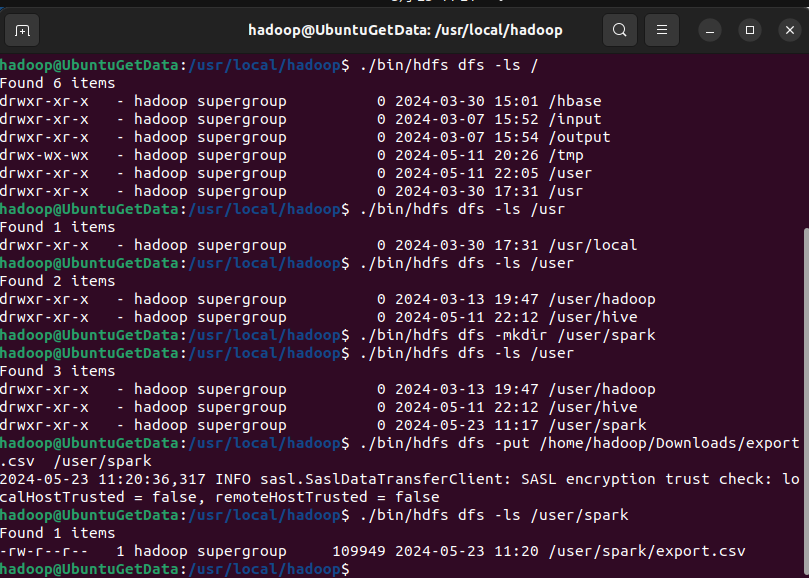 hadoop@UbuntuGetData: /usr/local/hadoop
hadoop@UbuntuGetData:/usr/local/hadoop$ ./bin/hdfs dfs -ls /
Found 6 items
drwxr-xr-x   - hadoop supergroup          0 2024-03-30 15:01 /hbase
drwxr-xr-x   - hadoop supergroup          0 2024-03-07 15:52 /input
drwxr-xr-x   - hadoop supergroup          0 2024-03-07 15:54 /output
drwx-wx-wx   - hadoop supergroup          0 2024-05-11 20:26 /tmp
drwxr-xr-x   - hadoop supergroup          0 2024-05-11 22:05 /user
drwxr-xr-x   - hadoop supergroup          0 2024-03-30 17:31 /usr
hadoop@UbuntuGetData:/usr/local/hadoop$ ./bin/hdfs dfs -ls /usr
Found 1 items
drwxr-xr-x   - hadoop supergroup          0 2024-03-30 17:31 /usr/local
hadoop@UbuntuGetData:/usr/local/hadoop$ ./bin/hdfs dfs -ls /user
Found 2 items
drwxr-xr-x   - hadoop supergroup          0 2024-03-13 19:47 /user/hadoop
drwxr-xr-x   - hadoop supergroup          0 2024-05-11 22:12 /user/hive
hadoop@UbuntuGetData:/usr/local/hadoop$ ./bin/hdfs dfs -mkdir /user/spark
hadoop@UbuntuGetData:/usr/local/hadoop$ ./bin/hdfs dfs -ls /user
Found 3 items
drwxr-xr-x   - hadoop supergroup          0 2024-03-13 19:47 /user/hadoop
drwxr-xr-x   - hadoop supergroup          0 2024-05-11 22:12 /user/hive
drwxr-xr-x   - hadoop supergroup          0 2024-05-23 11:17 /user/spark
hadoop@UbuntuGetData:/usr/local/hadoop$ ./bin/hdfs dfs -put /home/hadoop/Downloads/export
.csv  /user/spark
2024-05-23 11:20:36,317 INFO sasl.SaslDataTransferClient: SASL encryption trust check: lo
calHostTrusted = false, remoteHostTrusted = false
hadoop@UbuntuGetData:/usr/local/hadoop$ ./bin/hdfs dfs -ls /user/spark
Found 1 items
-rw-r--r--   1 hadoop supergroup     109949 2024-05-23 11:20 /user/spark/export.csv
hadoop@UbuntuGetData:/usr/local/hadoop$